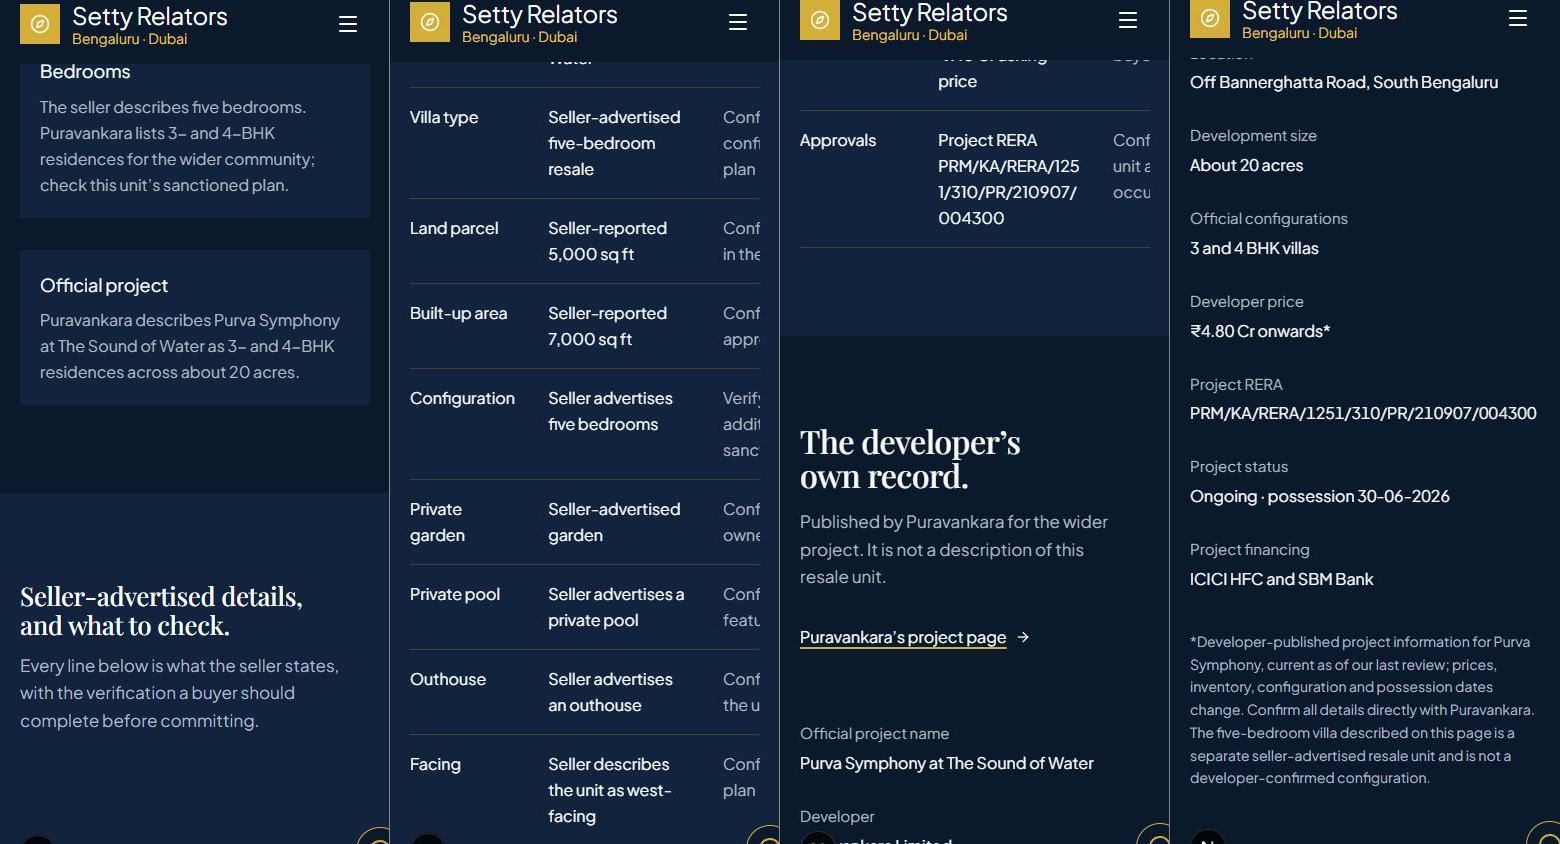 Setty Relators
Bengaluru · Dubai
Bedrooms
The seller describes five bedrooms.
Puravankara lists 3– and 4–BHK
residences for the wider community;
check this unit’s sanctioned plan.
Official project
Puravankara describes Purva Symphony
at The Sound of Water as 3– and 4–BHK
residences across about 20 acres.
Seller-advertised details,
and what to check.
Every line below is what the seller states,
with the verification a buyer should
complete before committing.
Setty Relators
Bengaluru · Dubai
Water
Villa type
Seller-advertised
five-bedroom
resale
plan
Land parcel
Seller-reported
5,000 sq ft
in the
Built-up area
Seller-reported
7,000 sq ft
Configuration
Seller advertises
five bedrooms
Private
garden
Seller-advertised
garden
Private pool
Seller advertises a
private pool
Outhouse
Seller advertises
an outhouse
Facing
Seller describes
the unit as west-
facing
plan
Setty Relators
Bengaluru · Dubai
price
Approvals
Project RERA
PRM/KA/RERA/125
1/310/PR/210907/
004300
unit
The developer’s
own record.
Published by Puravankara for the wider
project. It is not a description of this
resale unit.
Puravankara’s project page →
Official project name
Purva Symphony at The Sound of Water
Developer
Limited
Setty Relators
Bengaluru · Dubai
Location
Off Bannerghatta Road, South Bengaluru
Development size
About 20 acres
Official configurations
3 and 4 BHK villas
Developer price
₹4.80 Cr onwards*
Project RERA
PRM/KA/RERA/1251/310/PR/210907/004300
Project status
Ongoing · possession 30-06-2026
Project financing
ICICI HFC and SBM Bank
*Developer-published project information for Purva
Symphony, current as of our last review; prices,
inventory, configuration and possession dates
change. Confirm all details directly with Puravankara.
The five-bedroom villa described on this page is a
separate seller-advertised resale unit and is not a
developer-confirmed configuration.